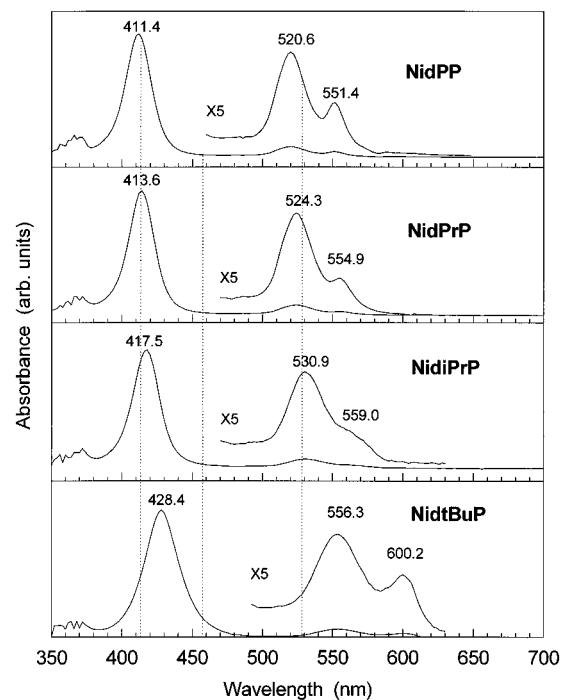 411.4
520.6
NidPP
551.4
X5
413.6
524.3
NidPrP
554.9
X5
417.5
530.9
NidiPrP
559.0
X5
428.4
556.3
NidtBuP
600.2
X5
Absorbance (arb. units)
350 400 450 500 550 600 650 700
Wavelength (nm)